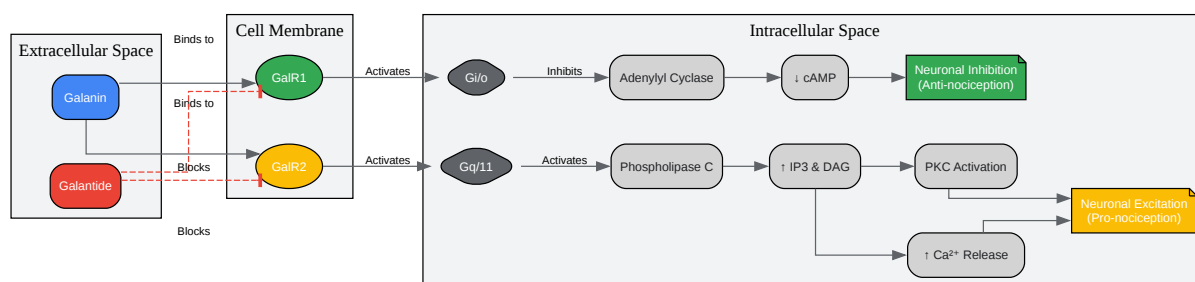 Extracellular Space
Galanin
Galantide
Binds to
Binds to
Blocks
Blocks
Cell Membrane
GalR1
GalR2
Activates
Activates
Intracellular Space
Gi/o
Inhibits
Adenylyl Cyclase
↓ cAMP
Neuronal Inhibition
(Anti-nociception)
Gq/11
Activates
Phospholipase C
↑ IP3 & DAG
PKC Activation
↑ Ca²⁺ Release
Neuronal Excitation
(Pro-nociception)